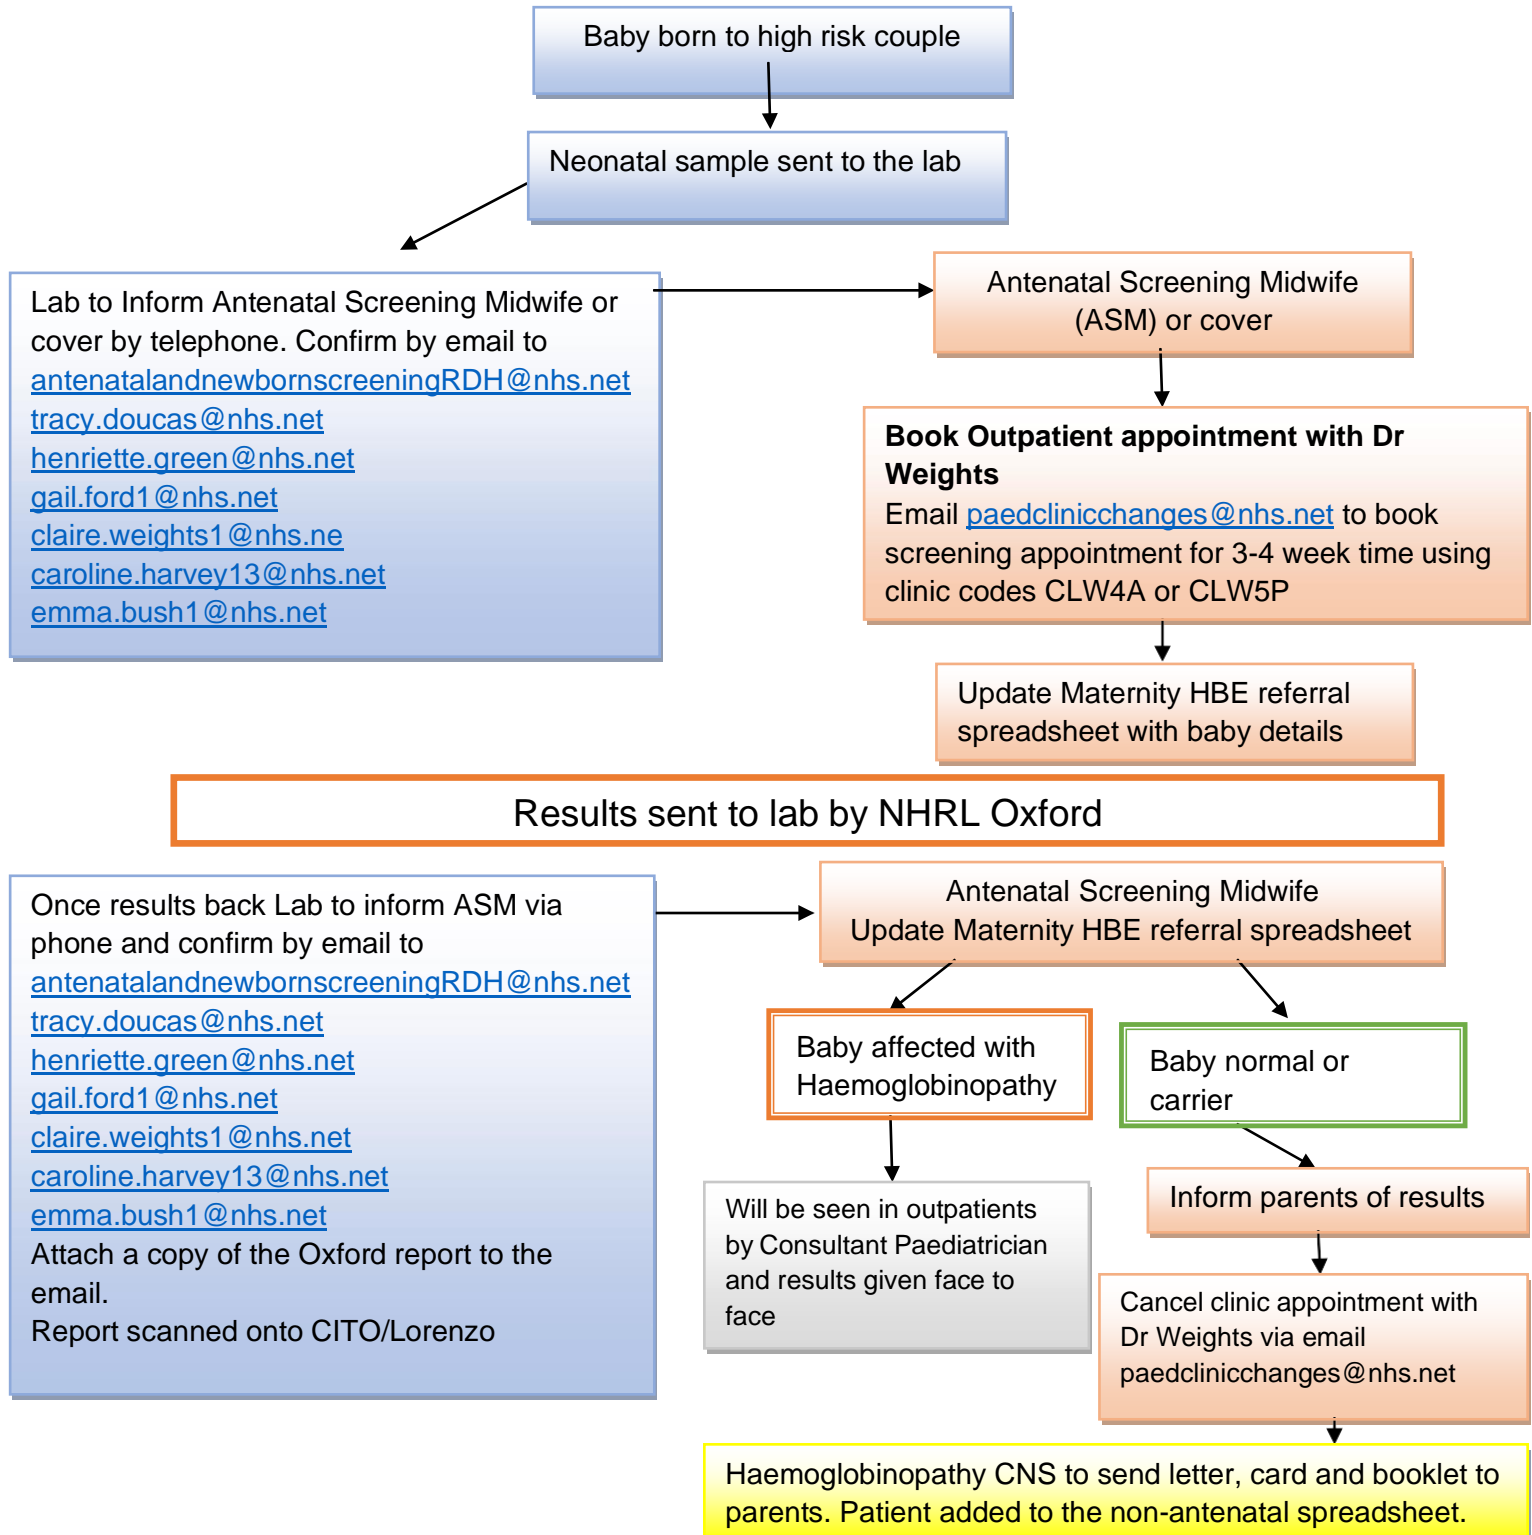 Baby born to high risk couple
Neonatal sample sent to the lab
Lab to Inform Antenatal Screening Midwife or
cover by telephone. Confirm by email to
antenatalandnewbornscreeningRDH@nhs.net
tracy.doucas@nhs.net
henriette.green@nhs.net
gail.ford1@nhs.net
claire.weights1@nhs.ne
caroline.harvey13@nhs.net
emma.bush1@nhs.net
Antenatal Screening Midwife
(ASM) or cover
Book Outpatient appointment with Dr
Weights
Email paedclinicchanges@nhs.net to book
screening appointment for 3-4 week time using
clinic codes CLW4A or CLW5P
Update Maternity HBE referral
spreadsheet with baby details
Results sent to lab by NHRL Oxford
Once results back Lab to inform ASM via
phone and confirm by email to
antenatalandnewbornscreeningRDH@nhs.net
tracy.doucas@nhs.net
henriette.green@nhs.net
gail.ford1@nhs.net
claire.weights1@nhs.net
caroline.harvey13@nhs.net
emma.bush1@nhs.net
Attach a copy of the Oxford report to the
email.
Report scanned onto CITO/Lorenzo
Antenatal Screening Midwife
Update Maternity HBE referral spreadsheet
Baby affected with
Haemoglobinopathy
Baby normal or
carrier
Will be seen in outpatients
by Consultant Paediatrician
and results given face to
face
Inform parents of results
Cancel clinic appointment with
Dr Weights via email
paedclinicchanges@nhs.net
Haemoglobinopathy CNS to send letter, card and booklet to
parents. Patient added to the non-antenatal spreadsheet.